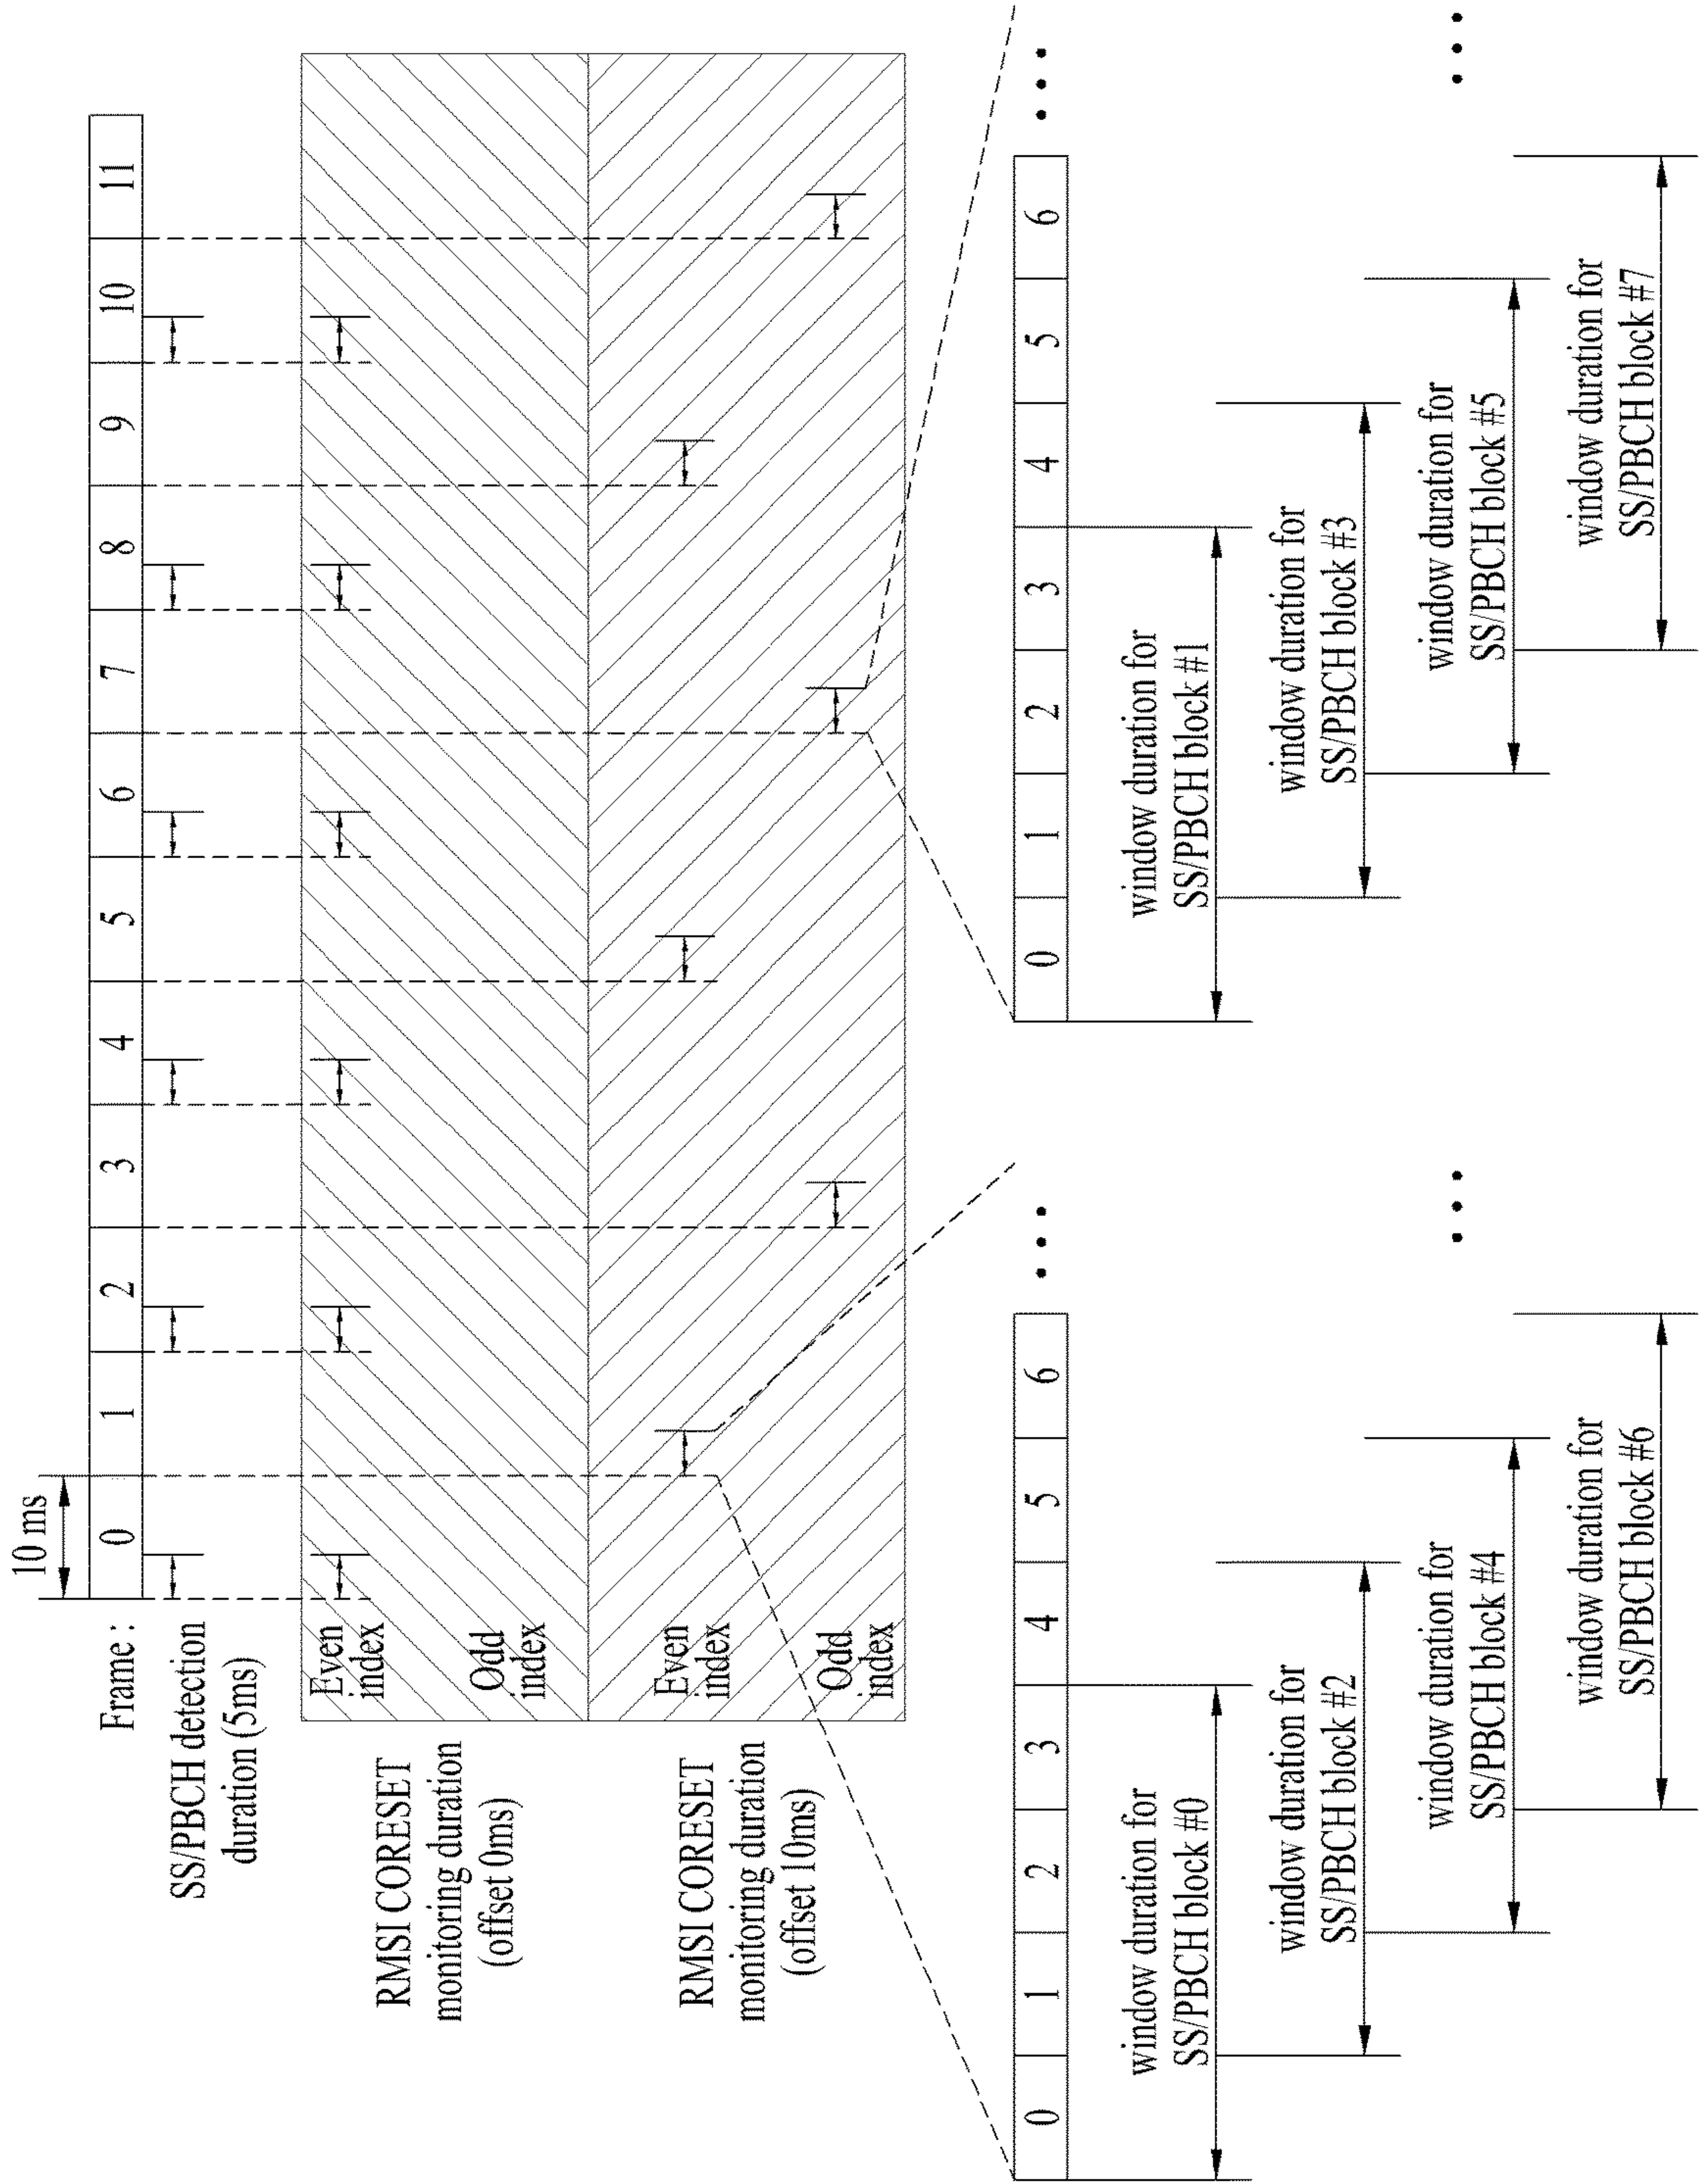 10 ms
Frame : 0 1 2 3 4 5 6 7 8 9 10 11
SS/PBCH detection
duration (5ms)
RMSI CORESET
monitoring duration
(offset 0ms)
Even
index
Odd
index
RMSI CORESET
monitoring duration
(offset 10ms)
Even
index
Odd
index
0 1 2 3 4 5 6 •••
window duration for
SS/PBCH block #0
window duration for
SS/PBCH block #2
window duration for
SS/PBCH block #4
•••
window duration for
SS/PBCH block #6
0 1 2 3 4 5 6 •••
window duration for
SS/PBCH block #1
window duration for
SS/PBCH block #3
window duration for
SS/PBCH block #5
•••
window duration for
SS/PBCH block #7